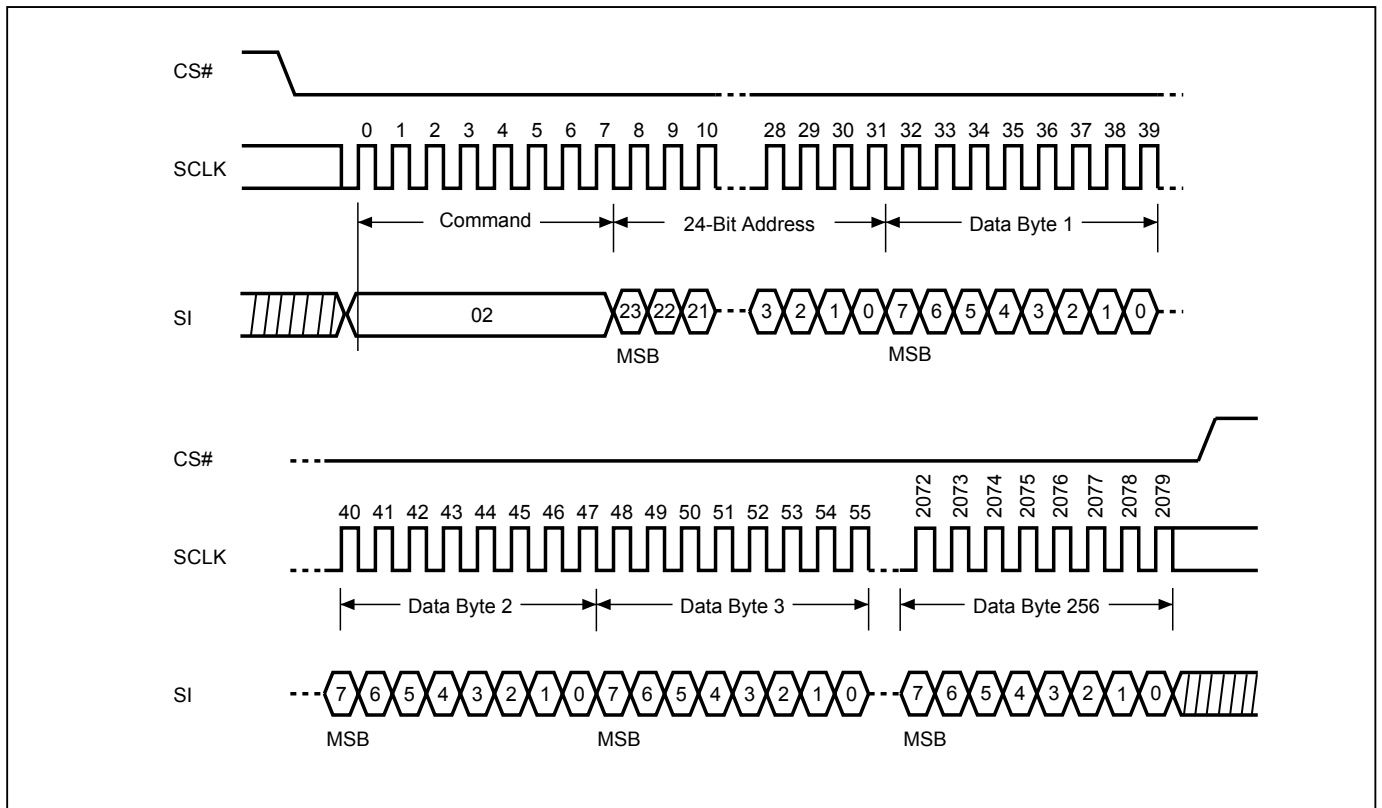 CS#
0 1 2 3 4 5 6 7 8 9 10 28 29 30 31 32 33 34 35 36 37 38 39
SCLK
Command 24-Bit Address Data Byte 1
SI 02 23 22 21 3 2 1 0 7 6 5 4 3 2 1 0
MSB MSB
CS#
40 41 42 43 44 45 46 47 48 49 50 51 52 53 54 55 2072 2073 2074 2075 2076 2077 2078 2079
SCLK
Data Byte 2 Data Byte 3 Data Byte 256
SI 7 6 5 4 3 2 1 0 7 6 5 4 3 2 1 0 7 6 5 4 3 2 1 0
MSB MSB MSB